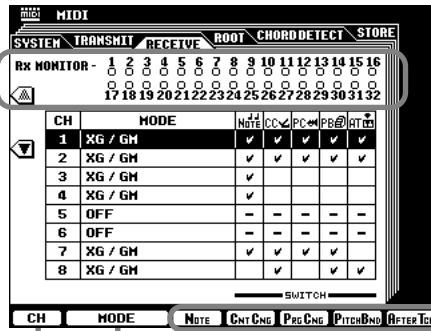 MIDI MIDI
SYSTEM TRANSMIT RECEIVE ROOT CHORD DETECT STORE
RX MONITOR - 1 2 3 4 5 6 7 8 9 10 11 12 13 14 15 16
17 18 19 20 21 22 23 24 25 26 27 28 29 30 31 32
CH MODE NOTE CC PC PB AT
1 XG / GM ✔ ✔ ✔ ✔ ✔
2 XG / GM ✔ ✔ ✔ ✔ ✔
3 XG / GM ✔
4 XG / GM ✔
5 OFF – – – – –
6 OFF – – – – –
7 XG / GM ✔ ✔ ✔ ✔
8 XG / GM ✔ ✔ ✔
SWITCH
CH MODE NOTE CNT CNG PRG CNG PITCHBND AFTER TCH